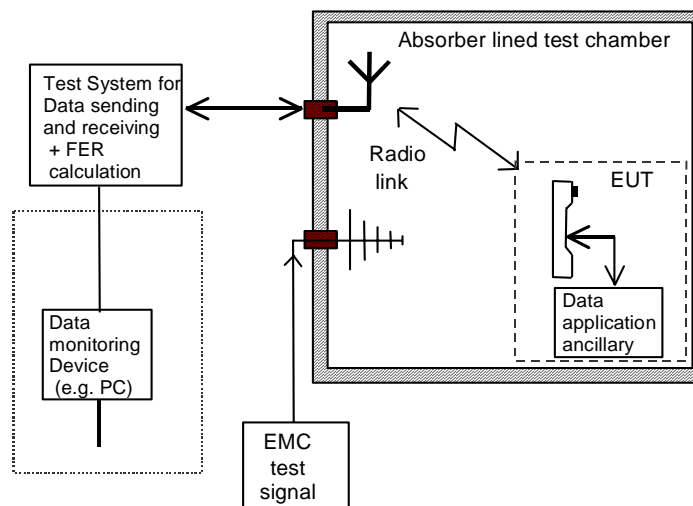 Absorber lined test chamber
Test System for
Data sending
and receiving
+ FER
calculation
Radio
link
EUT
Data
monitoring
Device
(e.g. PC)
Data
application
ancillary
EMC
test
signal